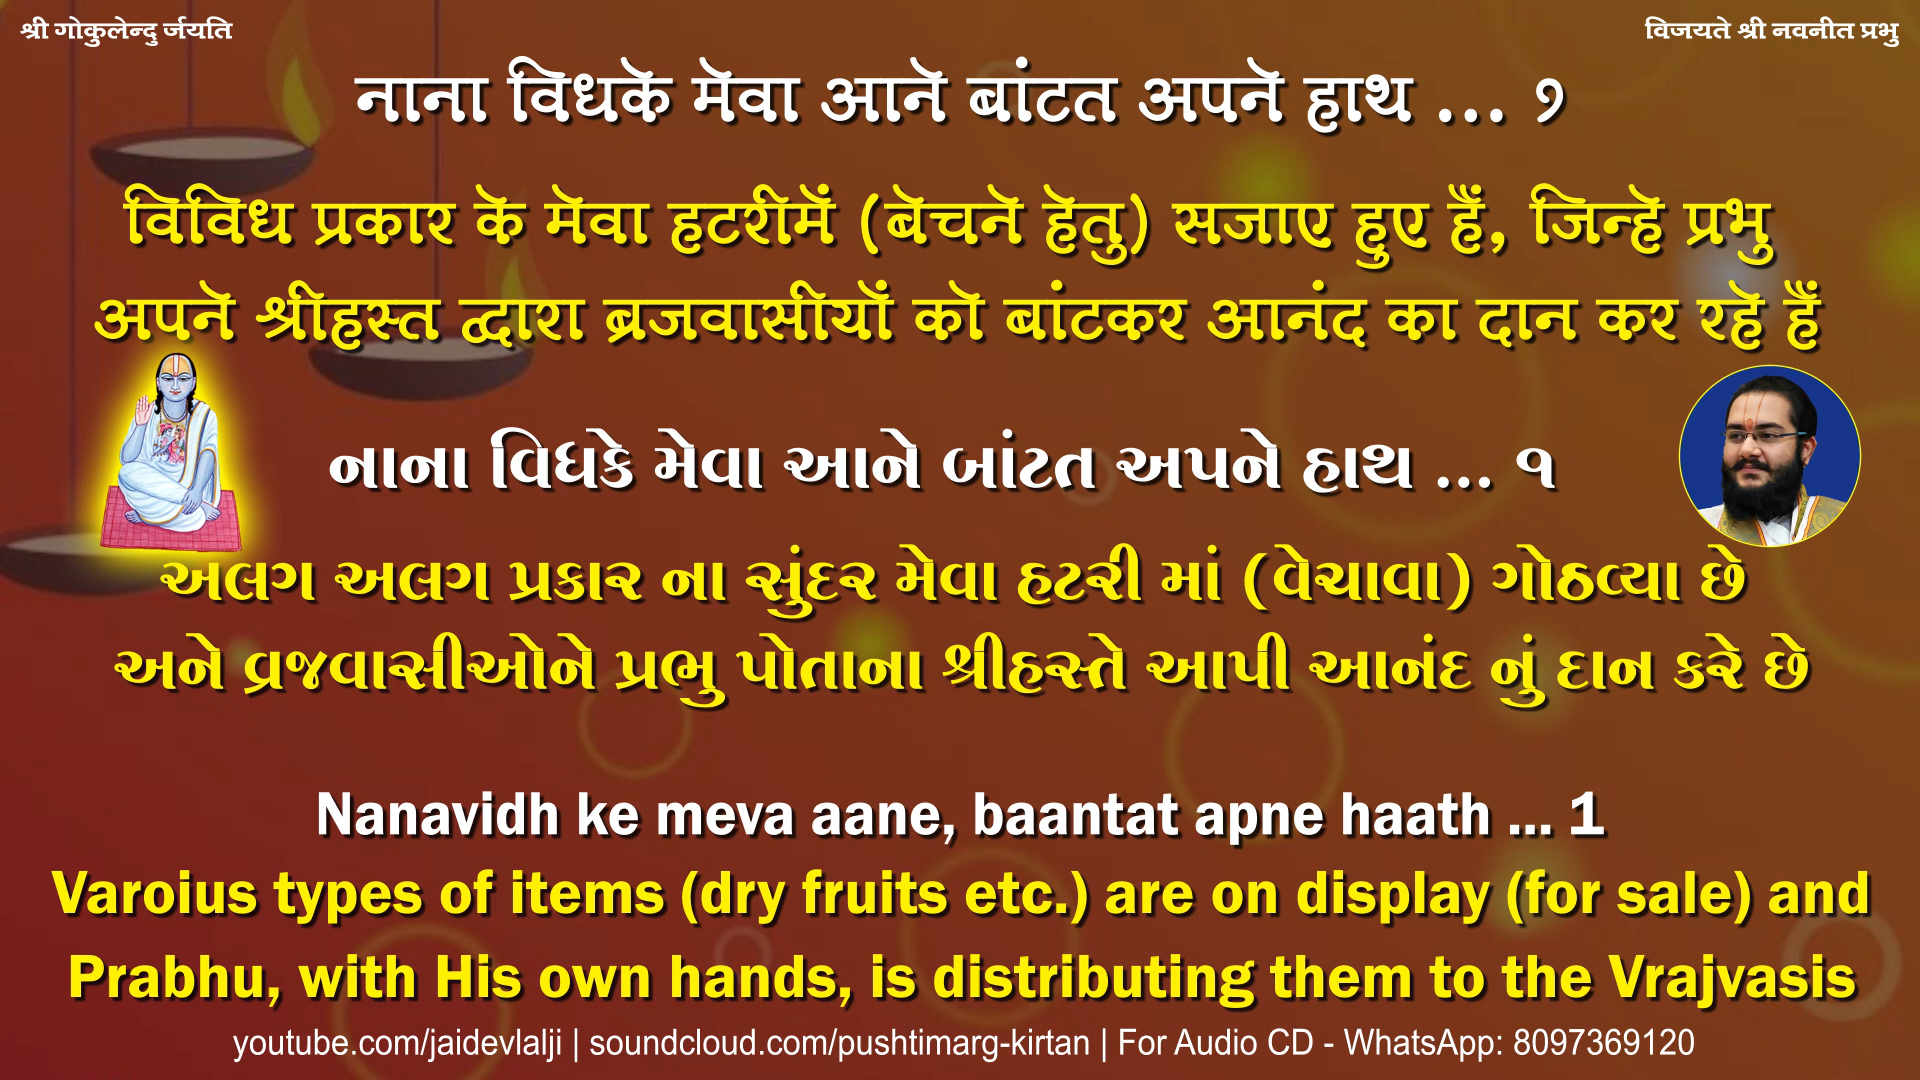 श्री गोकुलेन्दु र्जयति
विजयते श्री नवनीत प्रभु
नाना विधके मेवा आने बांटत अपने हाथ ... १
विविध प्रकार के मेवा हटरीमें (बेचने हेतु) सजाए हुए हैं, जिन्हे प्रभु
अपने श्रीहस्त द्वारा ब्रजवासीयों को बांटकर आनंद का दान कर रहे हैं
નાના વિધકે મેવા આને બાંટત અપને હાથ ... ૧
અલગ અલગ પ્રકાર ના સુંદર મેવા હટરી માં (વેચાવા) ગોઠવ્યા છે
અને વ્રજવાસીઓને પ્રભુ પોતાના શ્રીહસ્તે આપી આનંદ નું દાન કરે છે
Nanavidh ke meva aane, baantat apne haath ... 1
Varoius types of items (dry fruits etc.) are on display (for sale) and
Prabhu, with His own hands, is distributing them to the Vrajvasis
youtube.com/jaidevlalji | soundcloud.com/pushtimarg-kirtan | For Audio CD - WhatsApp: 8097369120